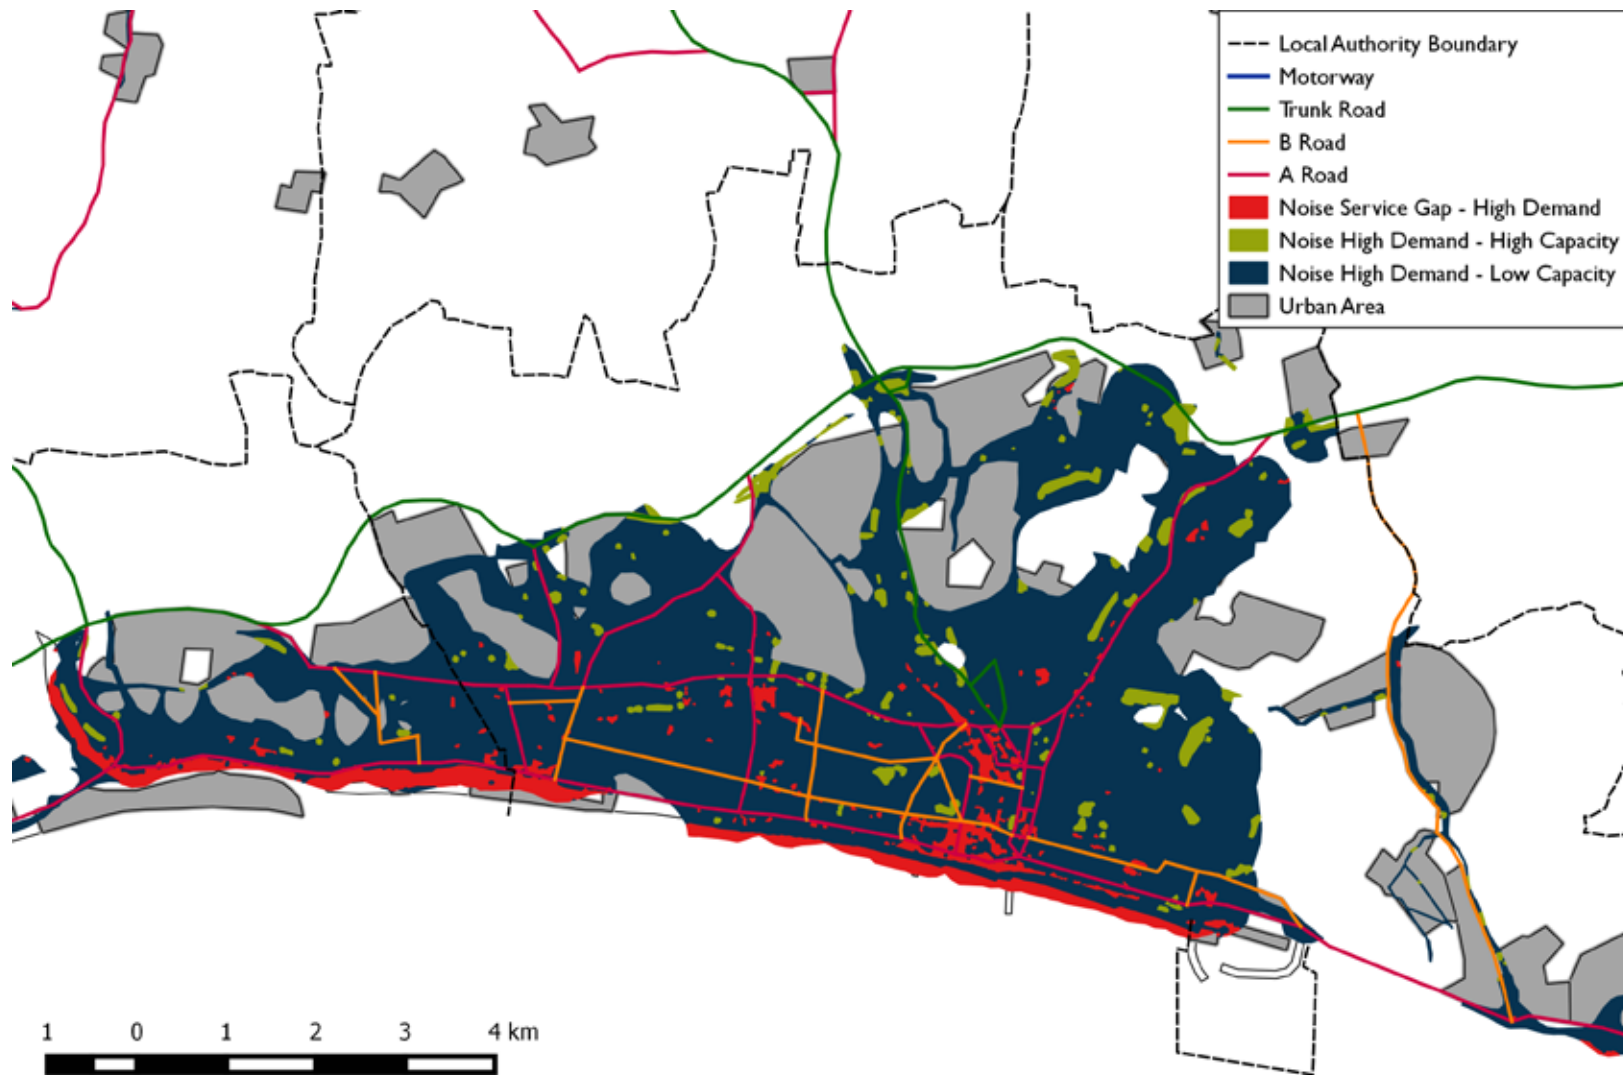 Local Authority Boundary
Motorway
Trunk Road
B Road
A Road
Noise Service Gap - High Demand
Noise High Demand - High Capacity
Noise High Demand - Low Capacity
Urban Area
1 0 1 2 3 4 km